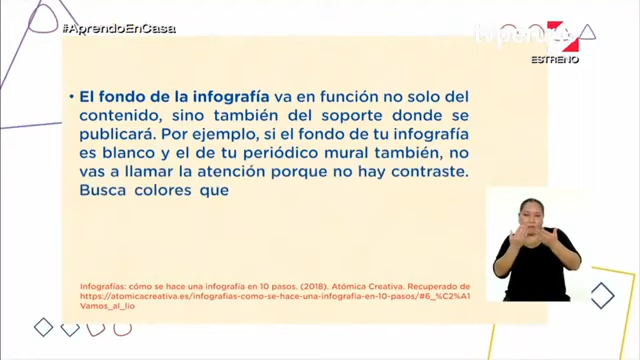 #AprendoEnCasa
tvperu
ESTRENO
• El fondo de la infografía va en función no solo del
contenido, sino también del soporte donde se
publicará. Por ejemplo, si el fondo de tu infografía
es blanco y el de tu periódico mural también, no
vas a llamar la atención porque no hay contraste.
Busca colores que
Infografías: cómo se hace una infografía en 10 pasos. (2018). Atómica Creativa. Recuperado de
https://atomicacreativa.es/infografias-como-se-hace-una-infografia-en-10-pasos/#6_%C2%A1
Vamos_al_lio